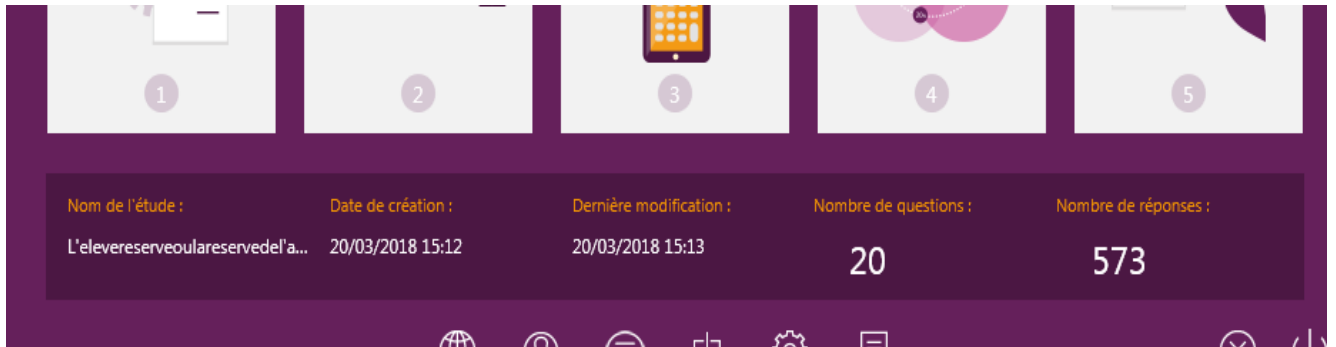 20s
1
2
3
4
5
Nom de l'étude :
L'elevereserveoulareservedel'a...
Date de création :
20/03/2018 15:12
Dernière modification :
20/03/2018 15:13
Nombre de questions :
20
Nombre de réponses :
573